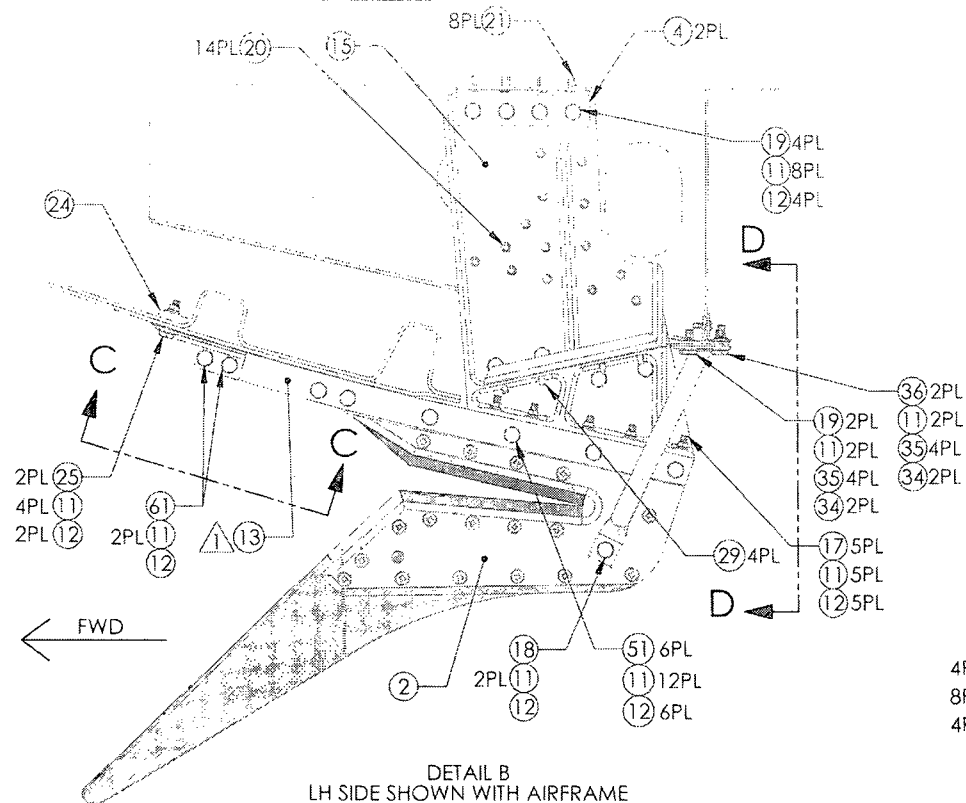 8PL 21
4 2PL
14PL 20
15
19 4PL
11 8PL
12 4PL
24
D
C
C
36 2PL
11 2PL
35 4PL
34 2PL
19 2PL
11 2PL
35 4PL
34 2PL
2PL 25
4PL 11
2PL 12
61
2PL 11
12
1 13
29 4PL
17 5PL
11 5PL
12 5PL
D
FWD
2
18
2PL 11
12
51 6PL
11 12PL
12 6PL
DETAIL B
LH SIDE SHOWN WITH AIRFRAME